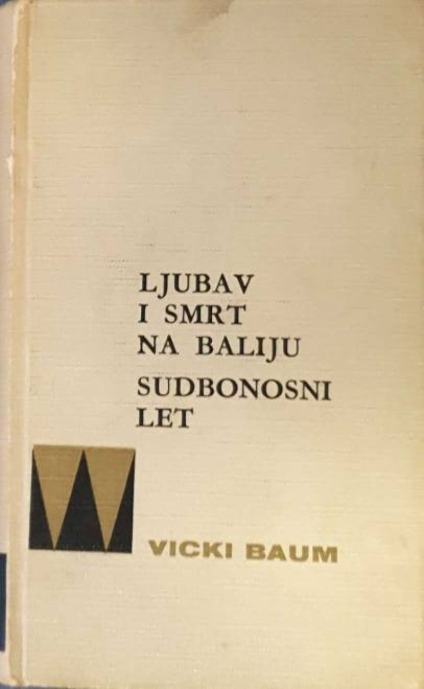 LJUBAV
I SMRT
NA BALIJU
SUDBONOSNI
LET
VICKI BAUM